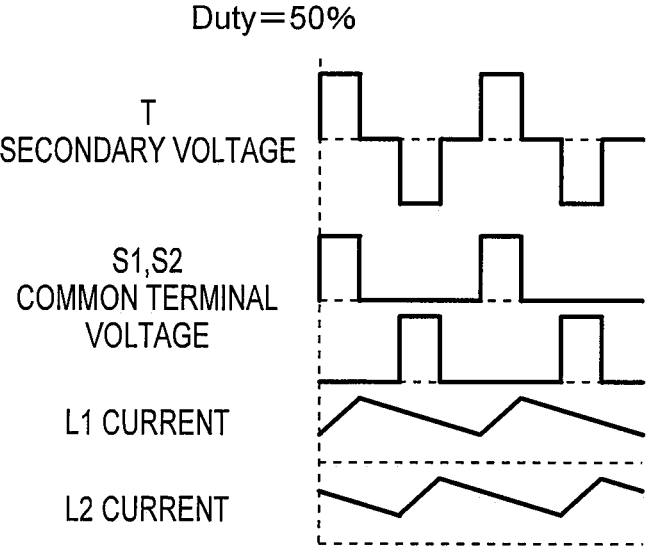 Duty=50%
T
SECONDARY VOLTAGE
S1,S2
COMMON TERMINAL
VOLTAGE
L1 CURRENT
L2 CURRENT